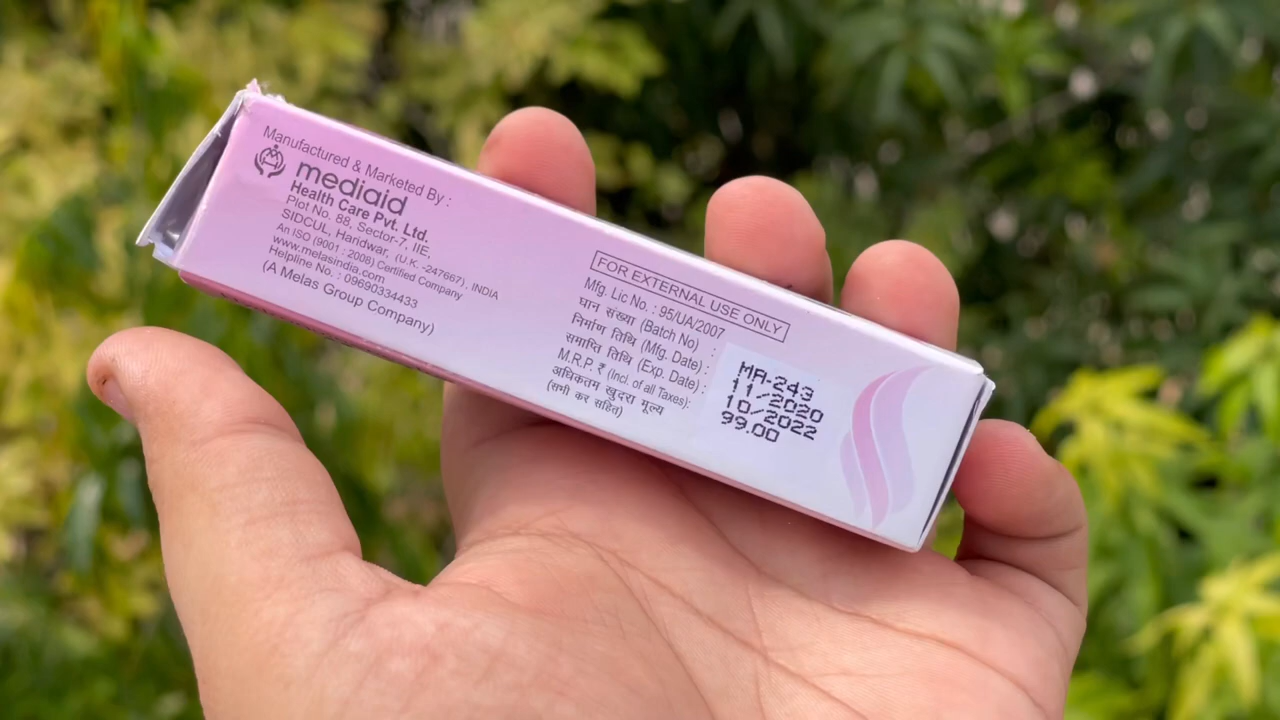 Manufactured & Marketed By :
mediaid
Health Care Pvt. Ltd.
Plot No. 88, Sector-7, IIE,
SIDCUL, Haridwar, (U.K. -247667), INDIA
An ISO (9001 : 2008) Certified Company
www.melasindia.com
Helpline No. : 09690334433
(A Melas Group Company)
FOR EXTERNAL USE ONLY
Mfg. Lic No. : 95/UA/2007
घान संख्या (Batch No) :
निर्माण तिथि (Mfg. Date) :
समाप्ति तिथि (Exp. Date) :
M.R.P. ₹ (Incl. of all Taxes):
अधिकतम खुदरा मूल्य
(सभी कर सहित)
MA-243
11/2020
10/2022
99.00